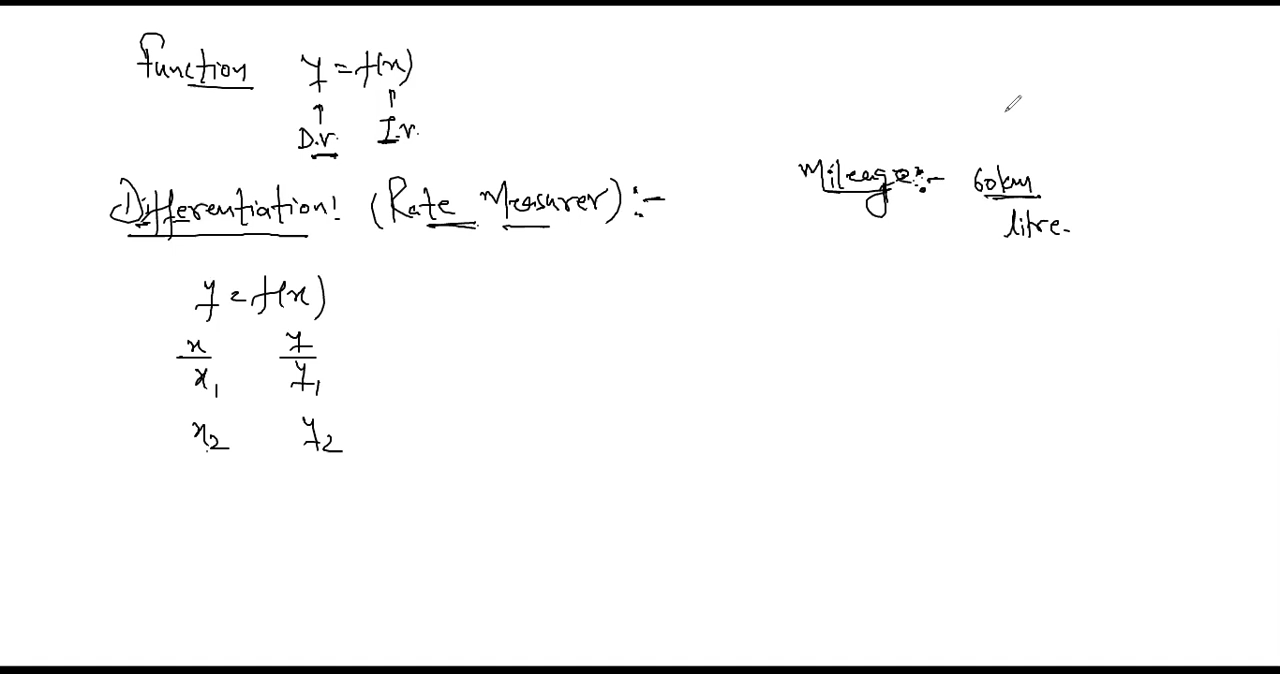 Function y = f(x)
↑ ↑
D.v. I.v.
Differentiation! (Rate Measurer) :-
y = f(x)
x y
x₁ y₁
x₂ y₂
Mileage :- 60km
litre.